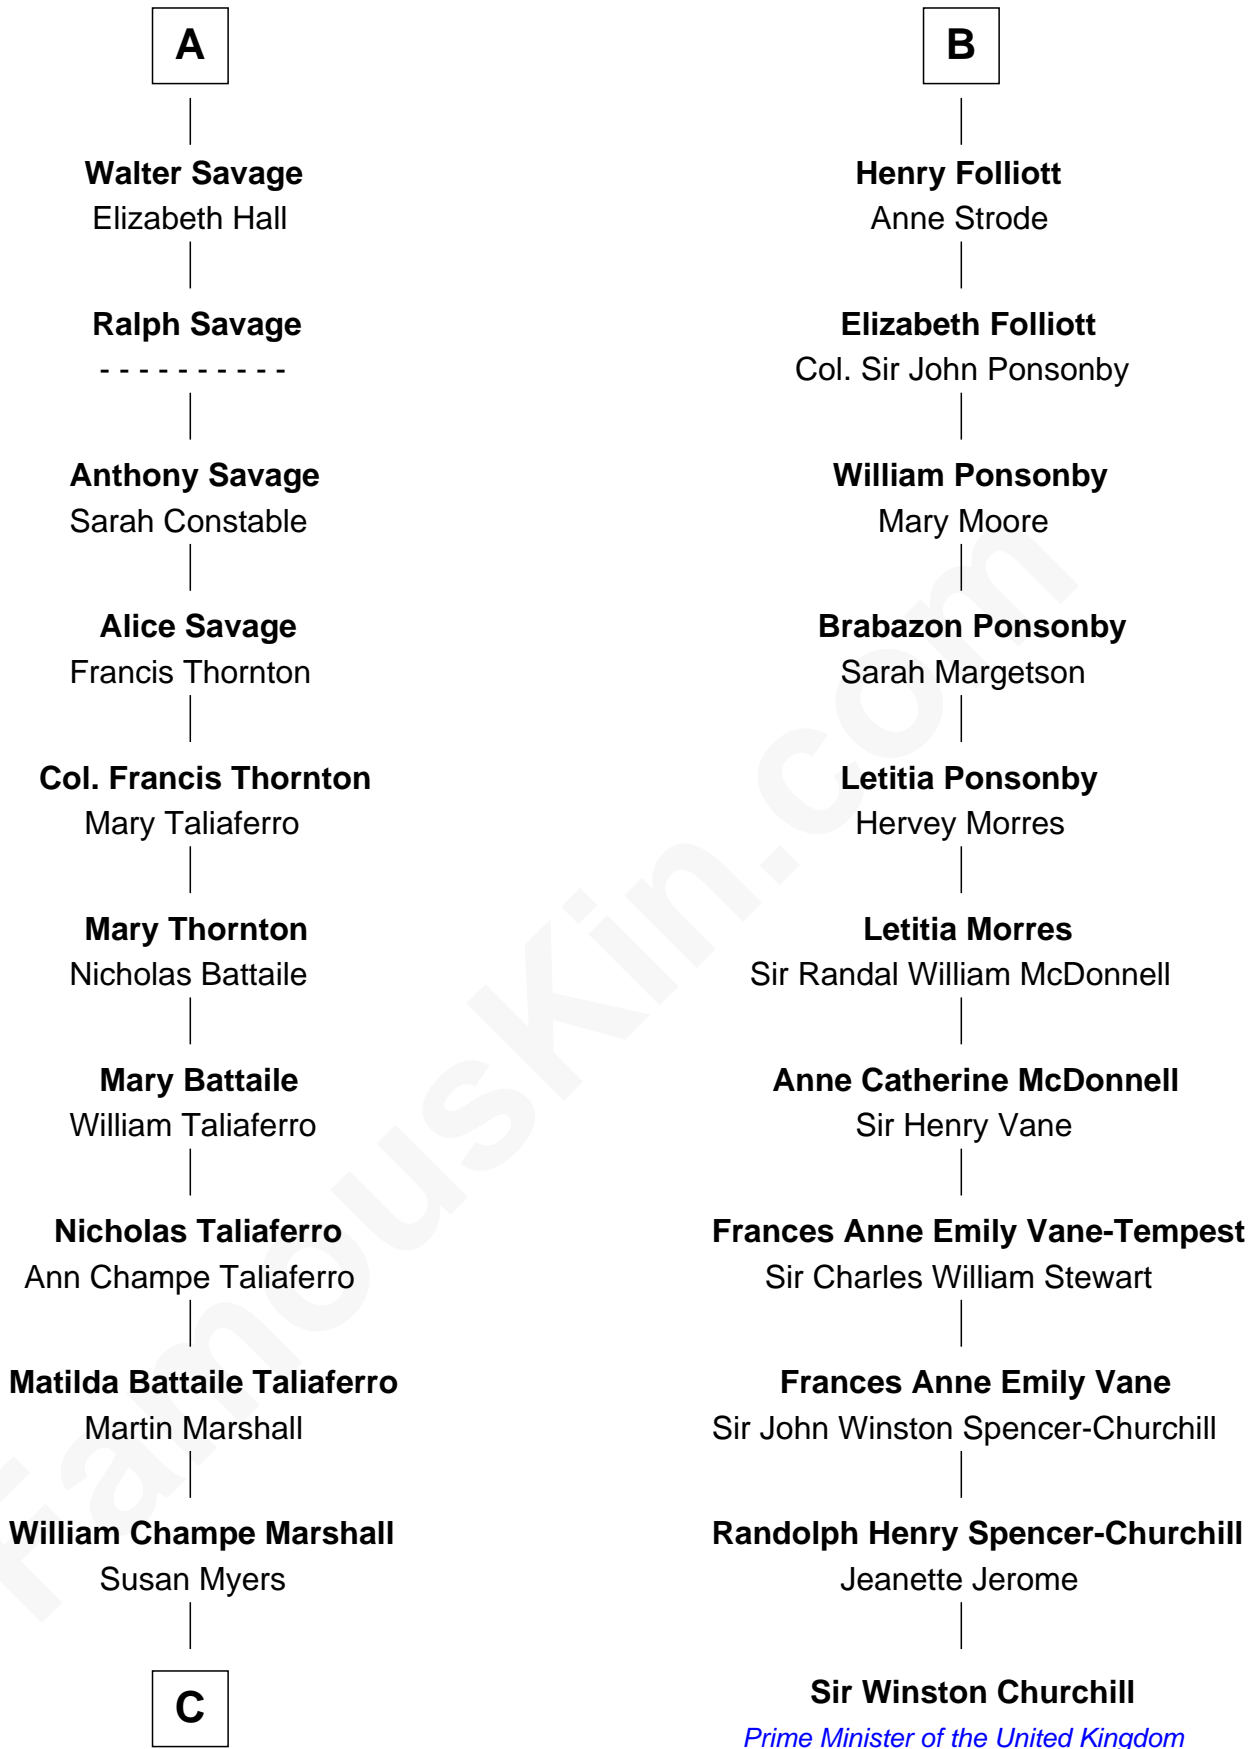 A
Walter Savage
Elizabeth Hall
Ralph Savage
- - - - - - - - - -
Anthony Savage
Sarah Constable
Alice Savage
Francis Thornton
Col. Francis Thornton
Mary Taliaferro
Mary Thornton
Nicholas Battaile
Mary Battaile
William Taliaferro
Nicholas Taliaferro
Ann Champe Taliaferro
Matilda Battaile Taliaferro
Martin Marshall
William Champe Marshall
Susan Myers
C
B
Henry Folliott
Anne Strode
Elizabeth Folliott
Col. Sir John Ponsonby
William Ponsonby
Mary Moore
Brabazon Ponsonby
Sarah Margetson
Letitia Ponsonby
Hervey Morres
Letitia Morres
Sir Randal William McDonnell
Anne Catherine McDonnell
Sir Henry Vane
Frances Anne Emily Vane-Tempest
Sir Charles William Stewart
Frances Anne Emily Vane
Sir John Winston Spencer-Churchill
Randolph Henry Spencer-Churchill
Jeanette Jerome
Sir Winston Churchill
Prime Minister of the United Kingdom
FamousKin.com